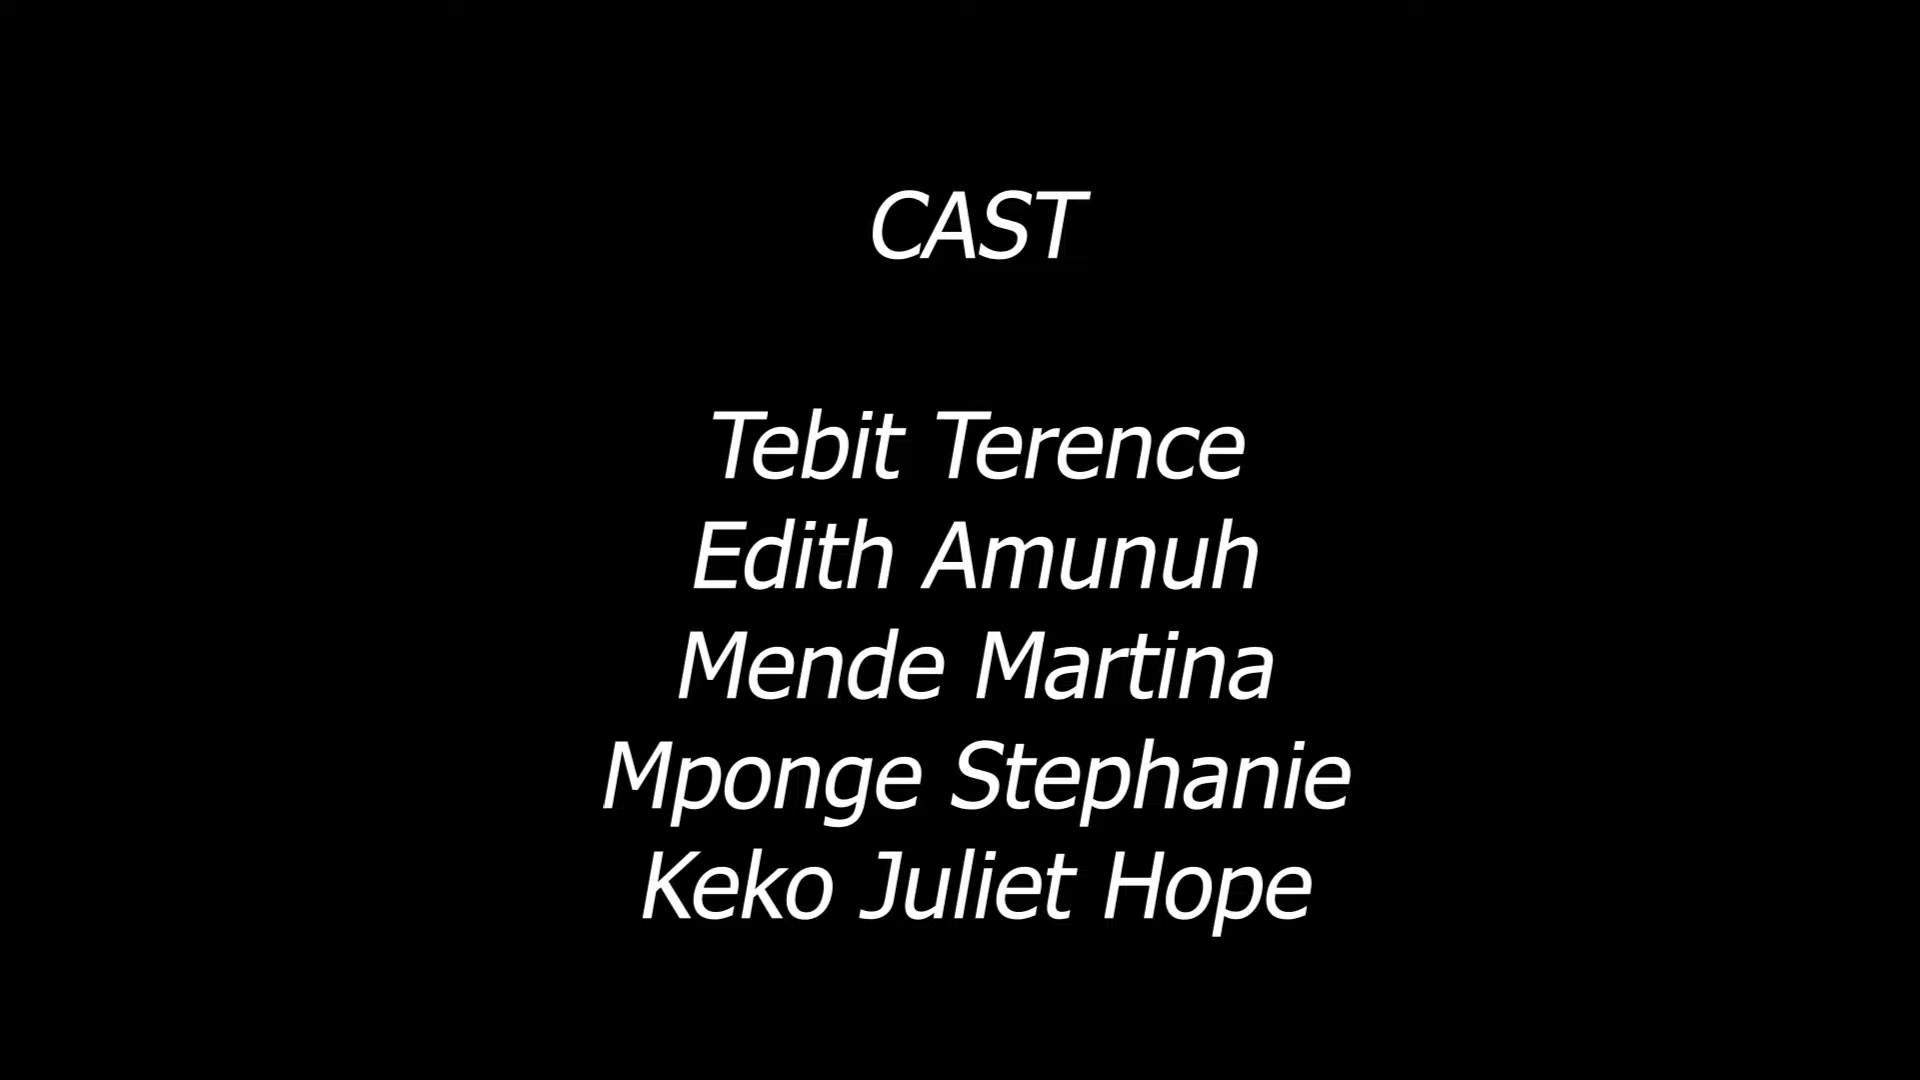 CAST
Tebit Terence
Edith Amunuh
Mende Martina
Mponge Stephanie
Keko Juliet Hope